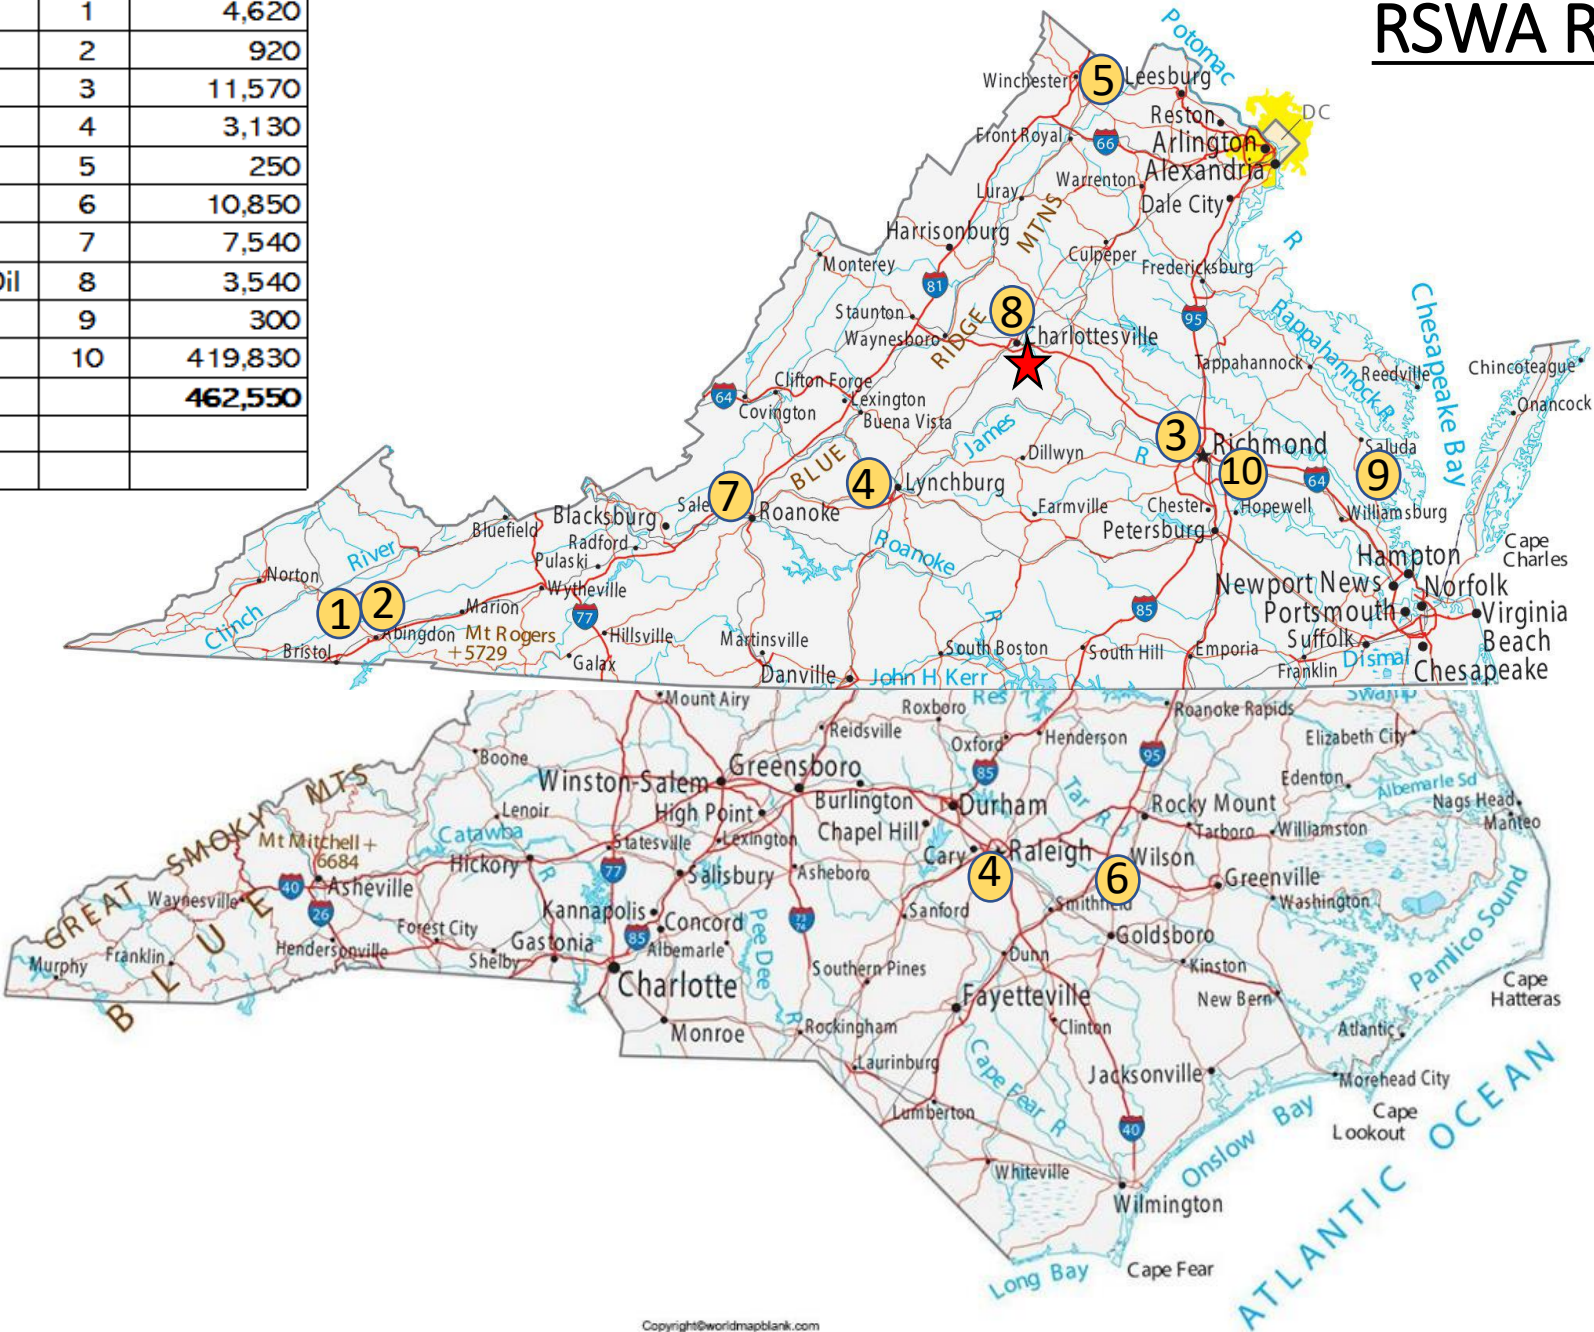 RSWA R
1 4,620
2 920
3 11,570
4 3,130
5 250
6 10,850
7 7,540
Oil 8 3,540
9 300
10 419,830
462,550
Potomac
Winchester
5
Leesburg
Reston
DC
Front Royal
66
Arlington
Alexandria
Warrenton
Luray
Dale City
MTNS
R
Harrisonburg
Culpeper
Monterey
Fredericksburg
81
Chesapeake Bay
Staunton
8
95
Rappahannock R
Waynesboro
RIDGE
Charlottesville
Tappahannock
Reedville
Chincoteague
Clifton Forge
64
Covington
Lexington
Buena Vista
Onancock
James
3
Richmond
Saluda
BLUE
Dillwyn
R
10
64
9
7
4
Lynchburg
Roanoke
Farmville
Chester
Hopewell
Williamsburg
Bluefield
Blacksburg
Radford
Petersburg
Cape
Charles
River
Pulaski
Roanoke
Hampton
Norton
Wytheville
Newport News
Norfolk
1
2
Marion
77
R
85
Portsmouth
Virginia
Beach
Clinch
Abingdon
Mt Rogers
+5729
Hillsville
Martinsville
South Boston
South Hill
Emporia
Suffolk
Bristol
Galax
Danville
John H Kerr
Res
Franklin
Dismal
Swamp
Chesapeake
Mount Airy
Roxboro
Roanoke Rapids
Reidsville
Oxford
Henderson
Elizabeth City
Boone
95
Greensboro
85
Winston-Salem
Edenton
Albemarle Sd
GREAT SMOKY MTS
Lenoir
High Point
Burlington
Durham
Tar R
Rocky Mount
Nags Head
Manteo
Catawba
R
Chapel Hill
Tarboro
Williamston
Mt Mitchell +
6684
Statesville
Lexington
Hickory
Cary
Raleigh
Wilson
77
Salisbury
Asheboro
4
6
Greenville
40
Asheville
Waynesville
Smithfield
Washington
26
Kannapolis
Concord
73
74
Sanford
Forest City
85
Pee Dee
R
Goldsboro
Pamlico Sound
Hendersonville
Gastonia
Albemarle
Dunn
Franklin
Shelby
Southern Pines
Kinston
Murphy
Charlotte
New Bern
Cape
Hatteras
BLUE
Fayetteville
Monroe
Rockingham
Clinton
Atlantic
Laurinburg
Cape Fear R
Jacksonville
Morehead City
Lumberton
Cape
Lookout
40
Onslow Bay
Whiteville
Wilmington
Long Bay
Cape Fear
ATLANTIC OCEAN
Copyright©worldmapblank.com